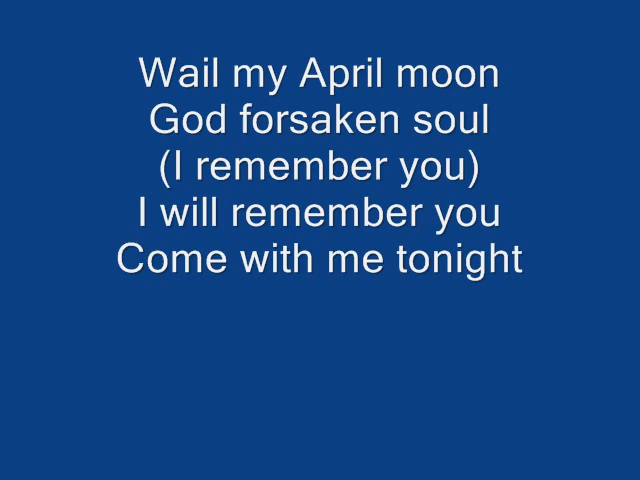 Wail my April moon
God forsaken soul
(I remember you)
I will remember you
Come with me tonight